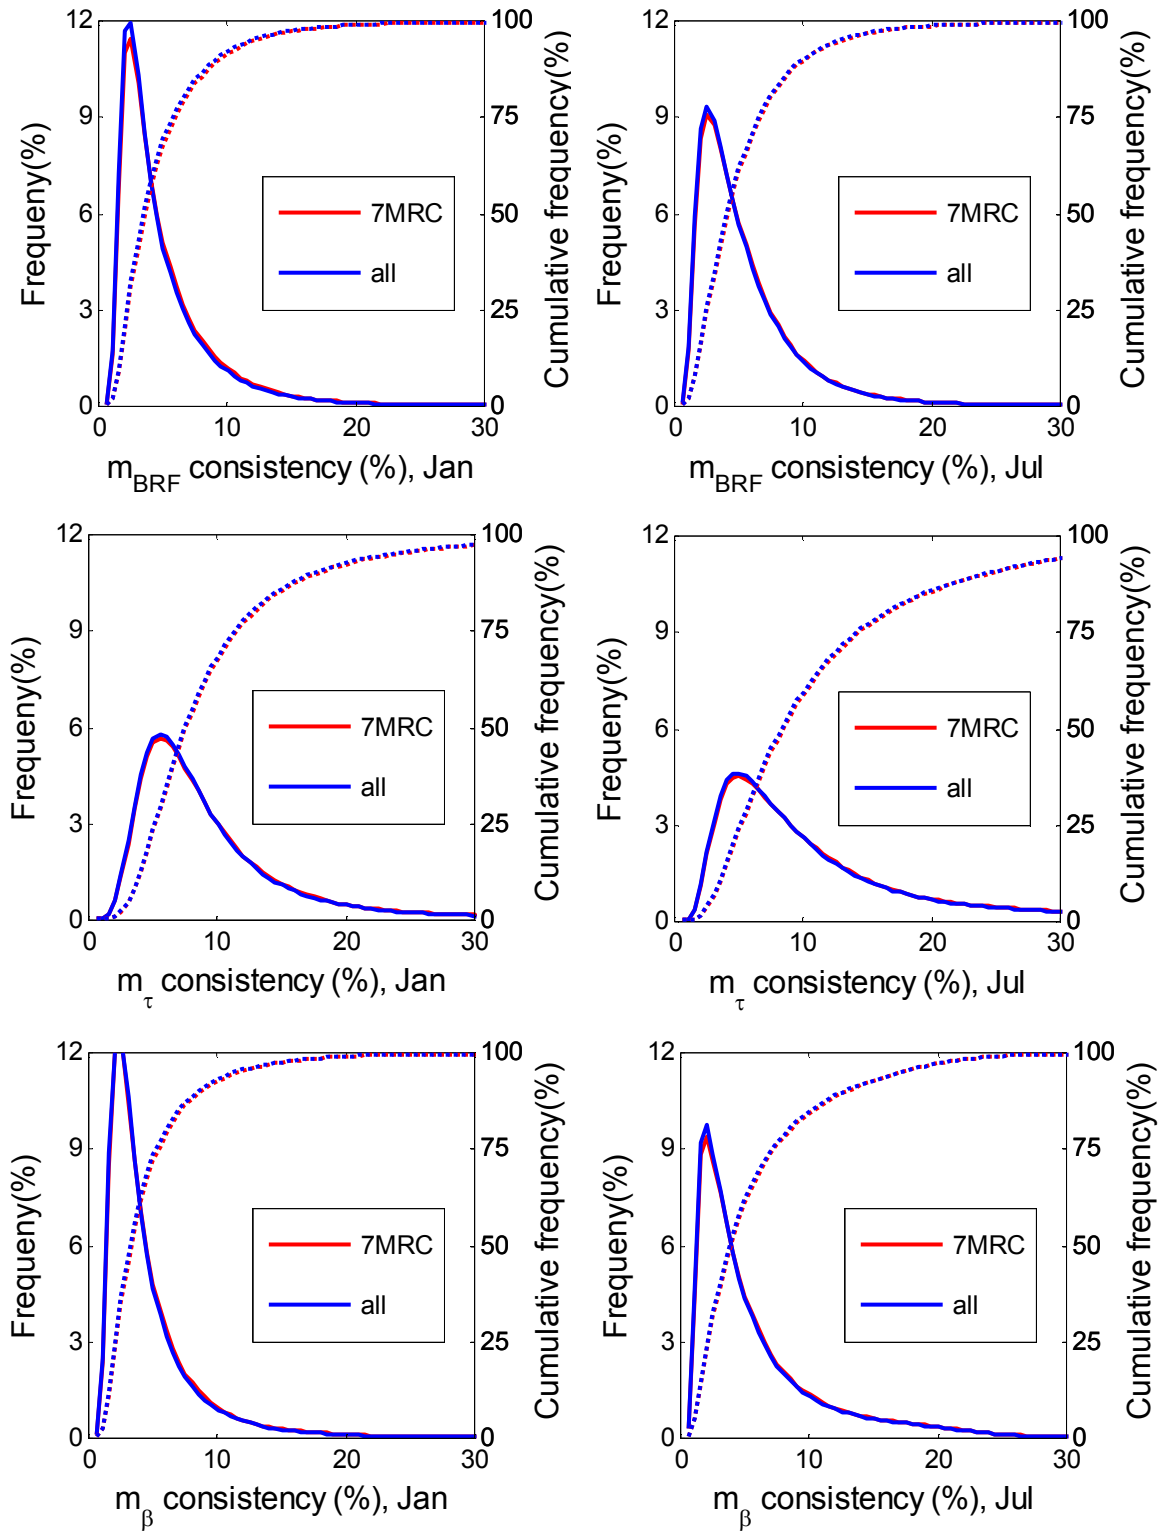 12
9
6
3
0
Frequeny(%)
100
75
50
25
0
Cumulative frequency(%)
7MRC
all
0 10 20 30
m_BRF consistency (%), Jan
12
9
6
3
0
Frequeny(%)
100
75
50
25
0
Cumulative frequency(%)
7MRC
all
0 10 20 30
m_BRF consistency (%), Jul
12
9
6
3
0
Frequeny(%)
100
75
50
25
0
Cumulative frequency(%)
7MRC
all
0 10 20 30
m_τ consistency (%), Jan
12
9
6
3
0
Frequeny(%)
100
75
50
25
0
Cumulative frequency(%)
7MRC
all
0 10 20 30
m_τ consistency (%), Jul
12
9
6
3
0
Frequeny(%)
100
75
50
25
0
Cumulative frequency(%)
7MRC
all
0 10 20 30
m_β consistency (%), Jan
12
9
6
3
0
Frequeny(%)
100
75
50
25
0
Cumulative frequency(%)
7MRC
all
0 10 20 30
m_β consistency (%), Jul